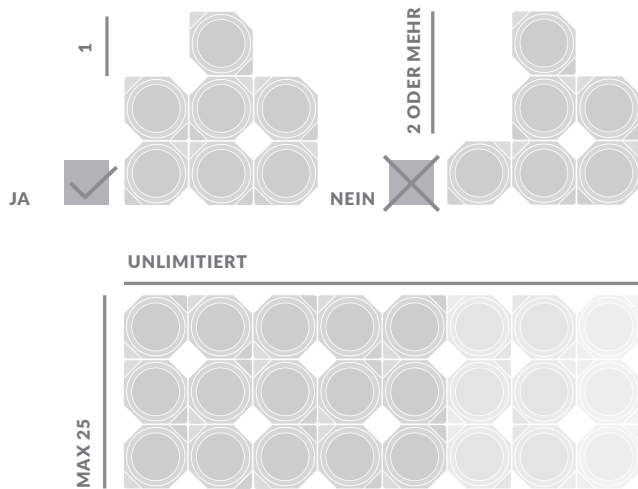 1
2 ODER MEHR
JA
NEIN
UNLIMITIERT
MAX 25